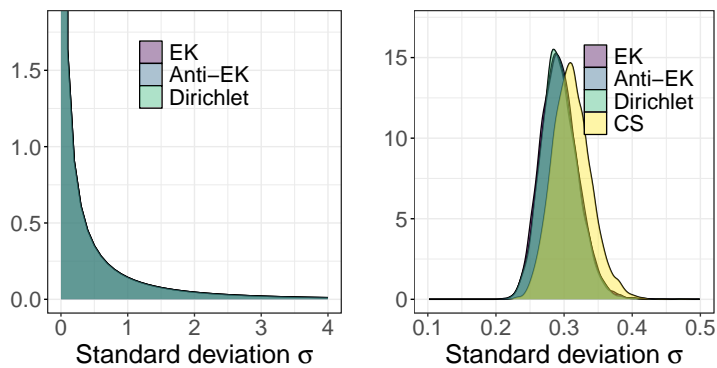 1.5
1.0
0.5
0.0
0 1 2 3 4
Standard deviation σ
EK
Anti−EK
Dirichlet
15
10
5
0
0.1 0.2 0.3 0.4 0.5
Standard deviation σ
EK
Anti−EK
Dirichlet
CS